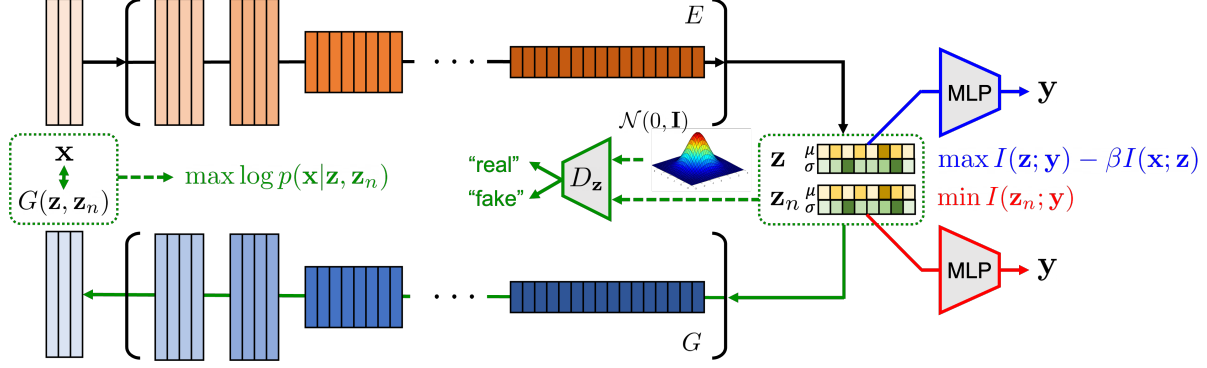 E
MLP
y
𝒩(0, I)
x
G(z, z_n)
max log p(x|z, z_n)
"real"
"fake"
D_z
z μ
σ
z_n μ
σ
max I(z; y) − βI(x; z)
min I(z_n; y)
MLP
y
· · · ·
· · · ·
G